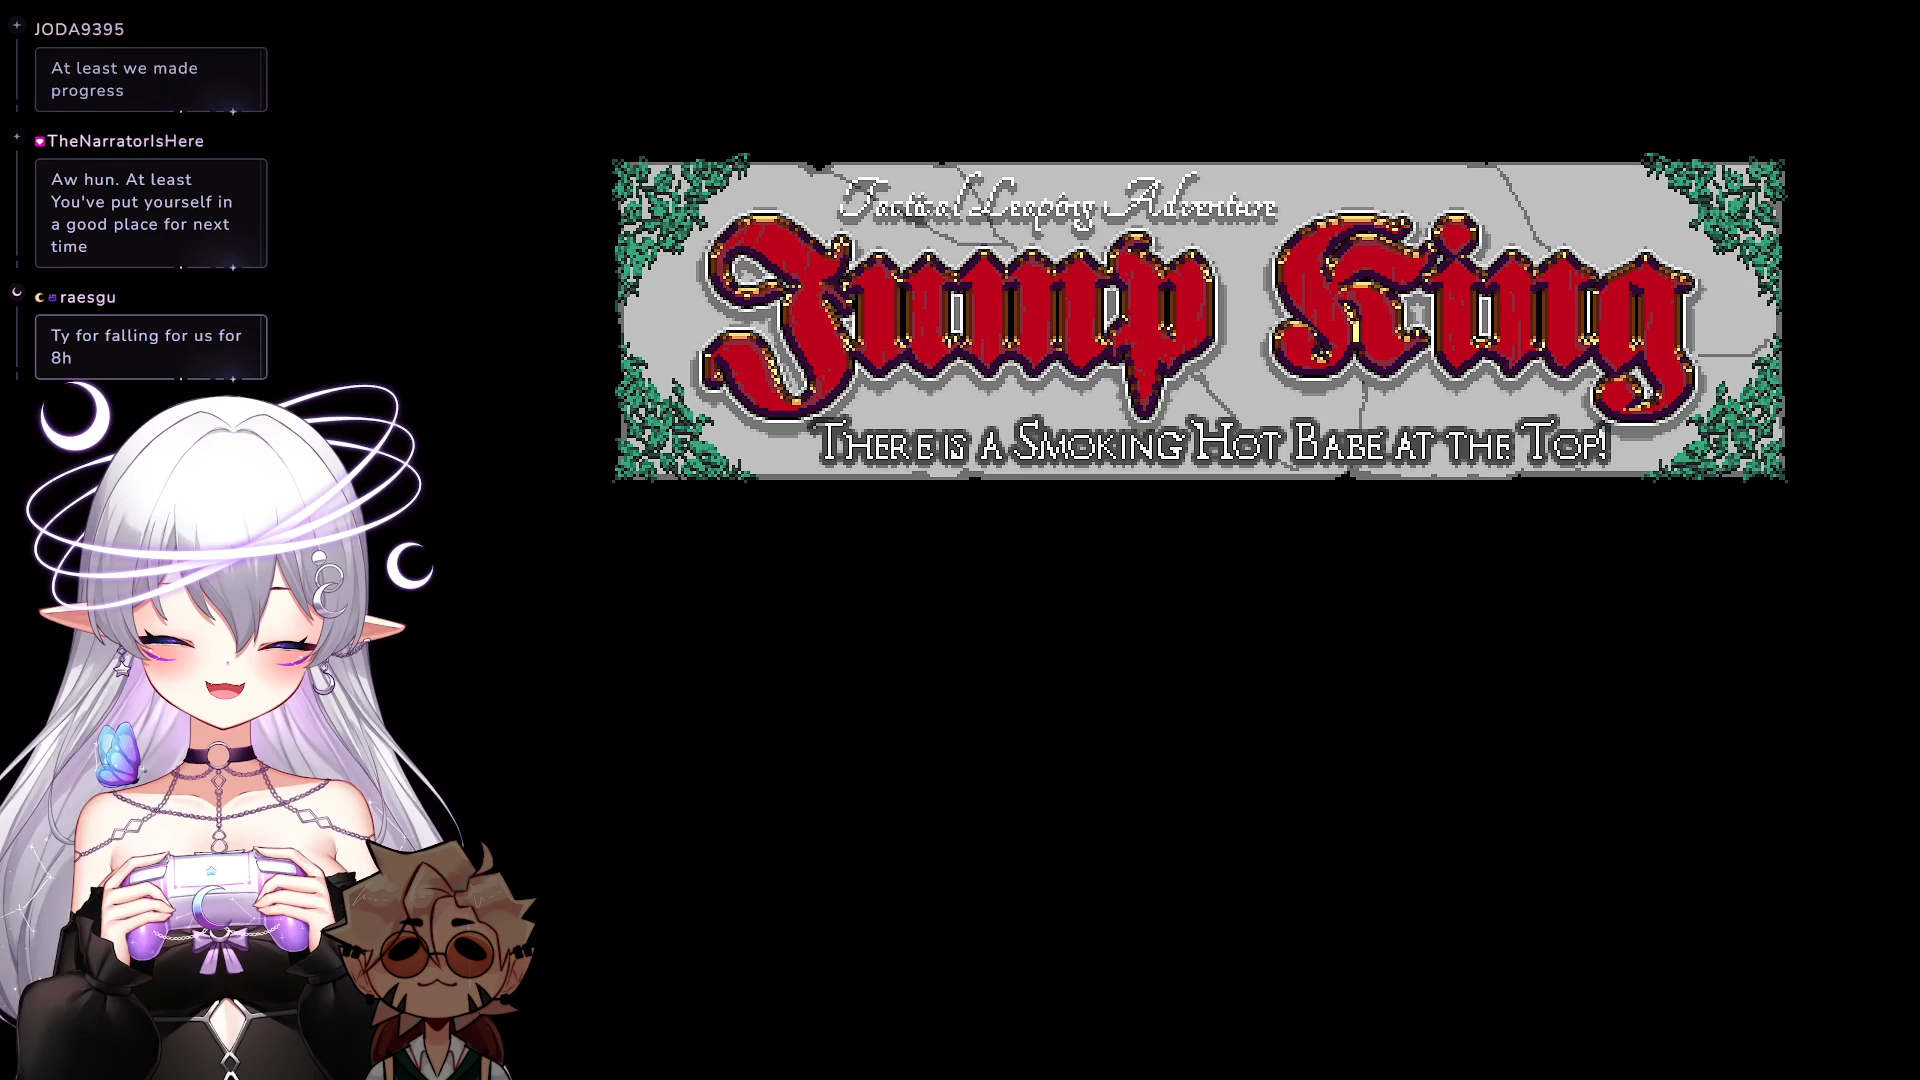 JODA9395
At least we made
progress
TheNarratorIsHere
Aw hun. At least
You've put yourself in
a good place for next
time
raesgu
Ty for falling for us for
8h
Tactical Leaping Adventure
Jump King
There is a Smoking Hot Babe at the Top!